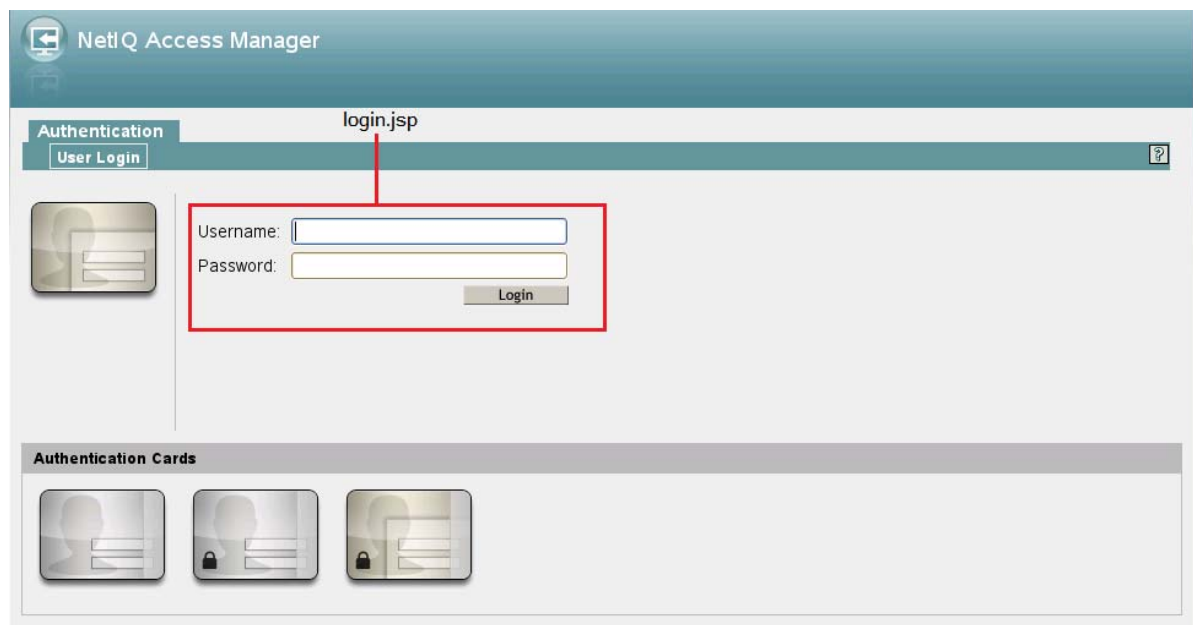 NetIQ Access Manager
login.jsp
Authentication
User Login
?
Username:
Password:
Login
Authentication Cards